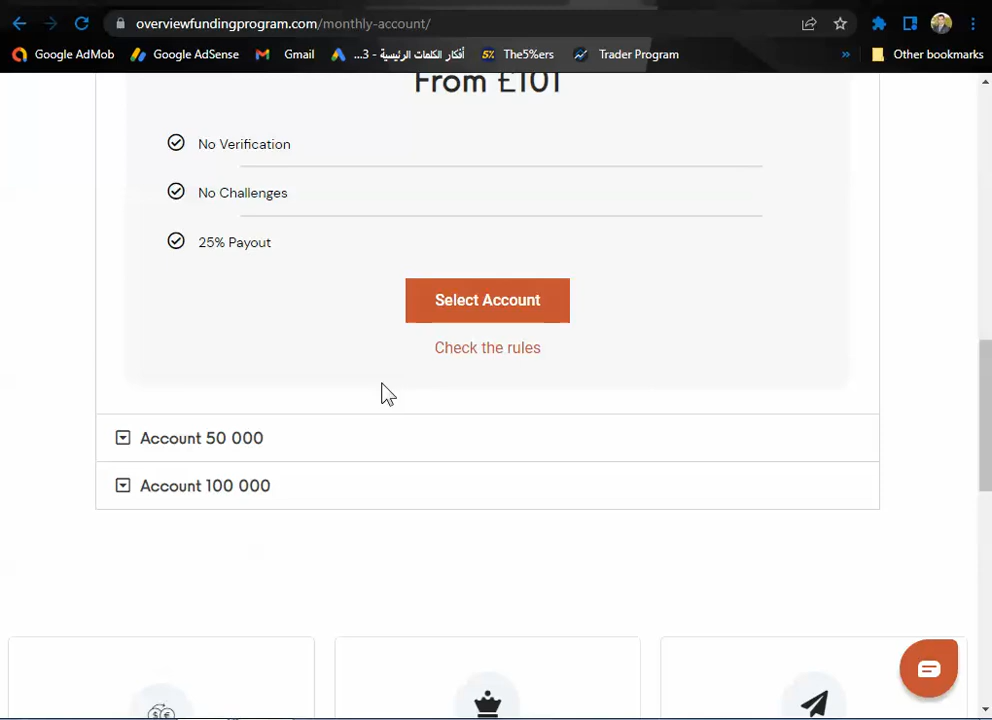 overviewfundingprogram.com/monthly-account/
Google AdMob
Google AdSense
Gmail
أفكار الكلمات الرئيسية - 3...
The5%ers
Trader Program
»
Other bookmarks
From £101
No Verification
No Challenges
25% Payout
Select Account
Check the rules
Account 50 000
Account 100 000